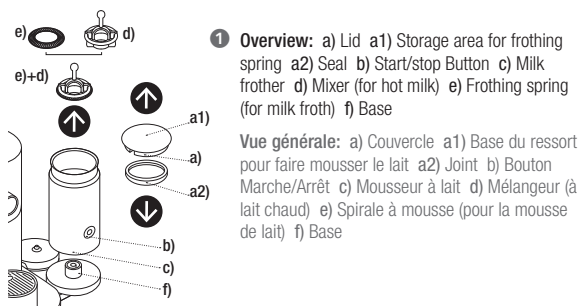 e)
d)
e)+d)
a1)
a)
a2)
b)
c)
f)
1 Overview: a) Lid a1) Storage area for frothing
spring a2) Seal b) Start/stop Button c) Milk
frother d) Mixer (for hot milk) e) Frothing spring
(for milk froth) f) Base
Vue générale: a) Couvercle a1) Base du ressort
pour faire mousser le lait a2) Joint b) Bouton
Marche/Arrêt c) Mousseur à lait d) Mélangeur (à
lait chaud) e) Spirale à mousse (pour la mousse
de lait) f) Base